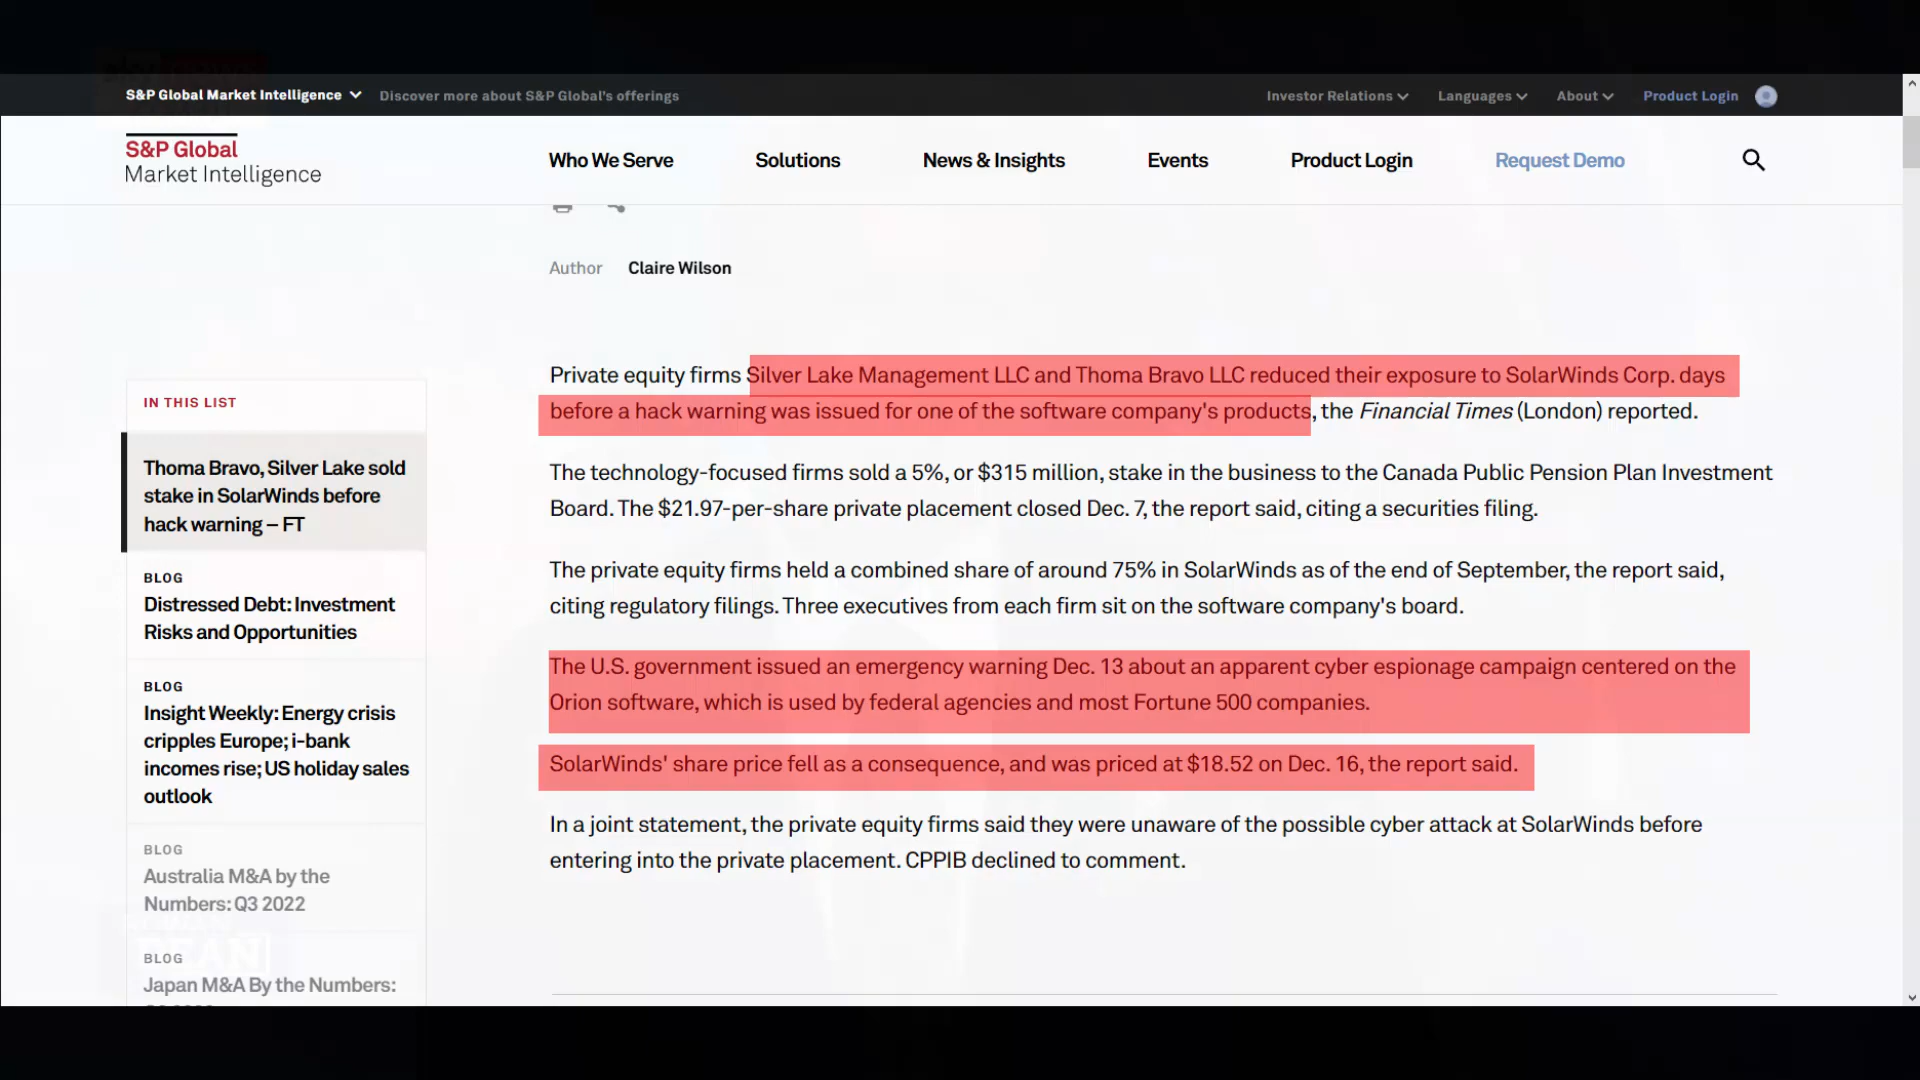 S&P Global Market Intelligence
Discover more about S&P Global's offerings
Investor Relations
Languages
About
Product Login
S&P Global
Market Intelligence
Who We Serve
Solutions
News & Insights
Events
Product Login
Request Demo
Author
Claire Wilson
IN THIS LIST
Thoma Bravo, Silver Lake sold
stake in SolarWinds before
hack warning – FT
BLOG
Distressed Debt: Investment
Risks and Opportunities
BLOG
Insight Weekly: Energy crisis
cripples Europe; i-bank
incomes rise; US holiday sales
outlook
BLOG
Australia M&A by the
Numbers: Q3 2022
BLOG
Japan M&A By the Numbers:
Private equity firms Silver Lake Management LLC and Thoma Bravo LLC reduced their exposure to SolarWinds Corp. days
before a hack warning was issued for one of the software company's products, the Financial Times (London) reported.
The technology-focused firms sold a 5%, or $315 million, stake in the business to the Canada Public Pension Plan Investment
Board. The $21.97-per-share private placement closed Dec. 7, the report said, citing a securities filing.
The private equity firms held a combined share of around 75% in SolarWinds as of the end of September, the report said,
citing regulatory filings. Three executives from each firm sit on the software company's board.
The U.S. government issued an emergency warning Dec. 13 about an apparent cyber espionage campaign centered on the
Orion software, which is used by federal agencies and most Fortune 500 companies.
SolarWinds' share price fell as a consequence, and was priced at $18.52 on Dec. 16, the report said.
In a joint statement, the private equity firms said they were unaware of the possible cyber attack at SolarWinds before
entering into the private placement. CPPIB declined to comment.